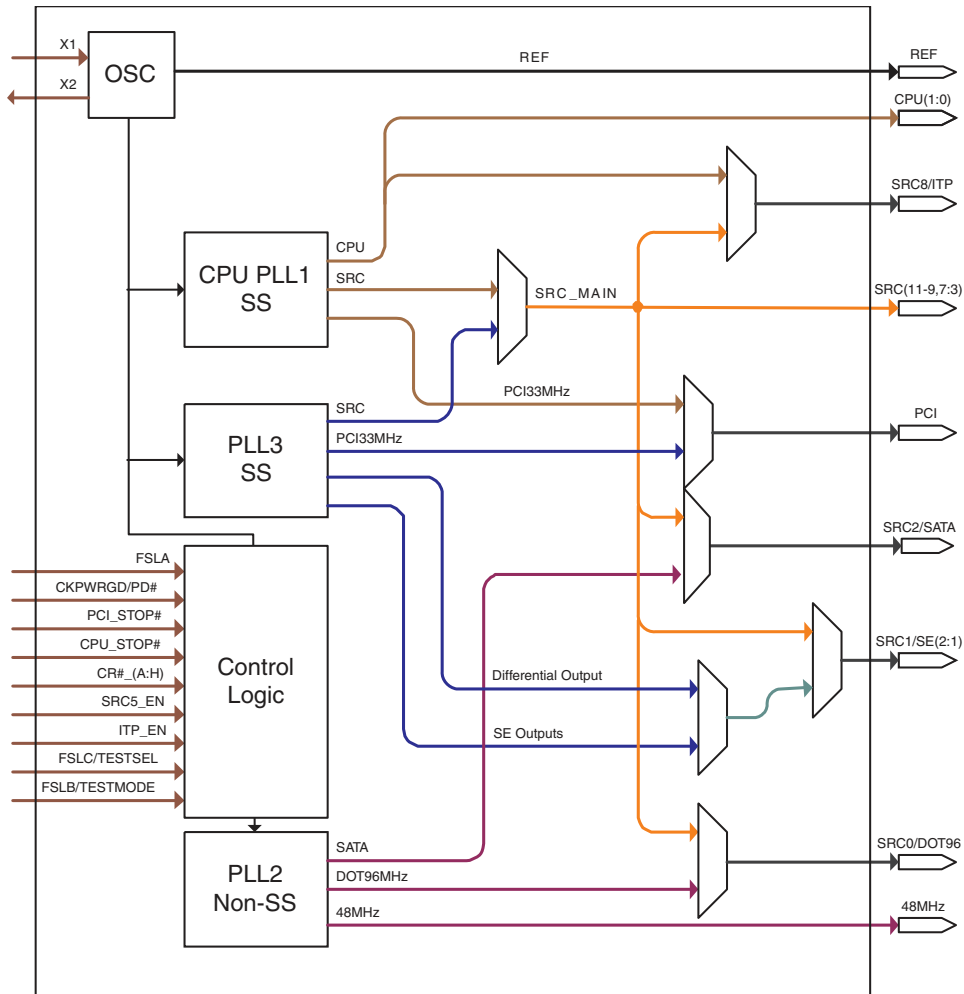 X1
OSC
REF
REF
X2
CPU(1:0)
SRC8/ITP
CPU
CPU PLL1
SS
SRC
SRC_MAIN
SRC(11-9,7:3)
PCI33MHz
SRC
PCI
PLL3
SS
PCI33MHz
SRC2/SATA
FSLA
CKPWRGD/PD#
PCI_STOP#
CPU_STOP#
CR#_(A:H)
SRC5_EN
ITP_EN
FSLC/TESTSEL
FSLB/TESTMODE
Control
Logic
Differential Output
SRC1/SE(2:1)
SE Outputs
SATA
PLL2
Non-SS
DOT96MHz
SRC0/DOT96
48MHz
48MHz